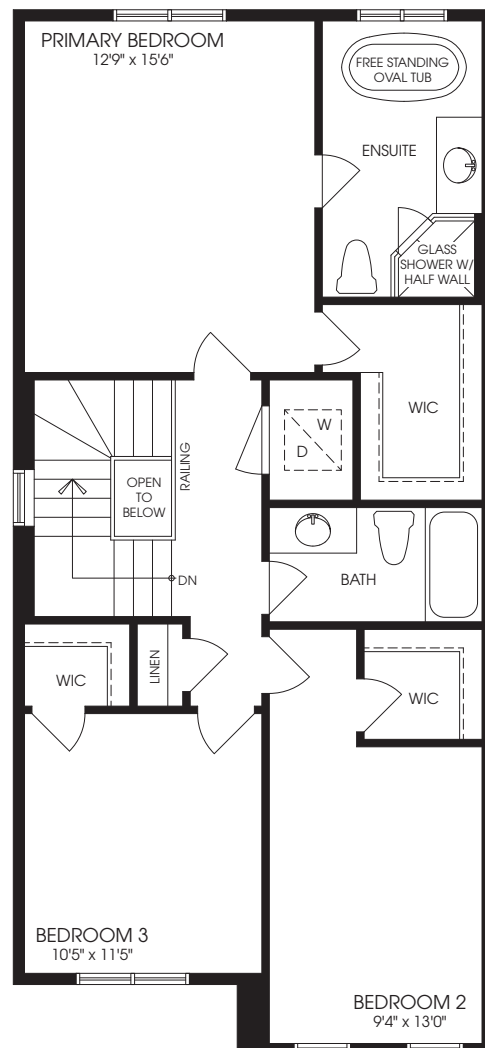 PRIMARY BEDROOM
12'9" x 15'6"
FREE STANDING
OVAL TUB
ENSUITE
GLASS
SHOWER W/
HALF WALL
WIC
W
D
RAILING
OPEN
TO
BELOW
DN
BATH
WIC
LINEN
WIC
BEDROOM 3
10'5" x 11'5"
BEDROOM 2
9'4" x 13'0"